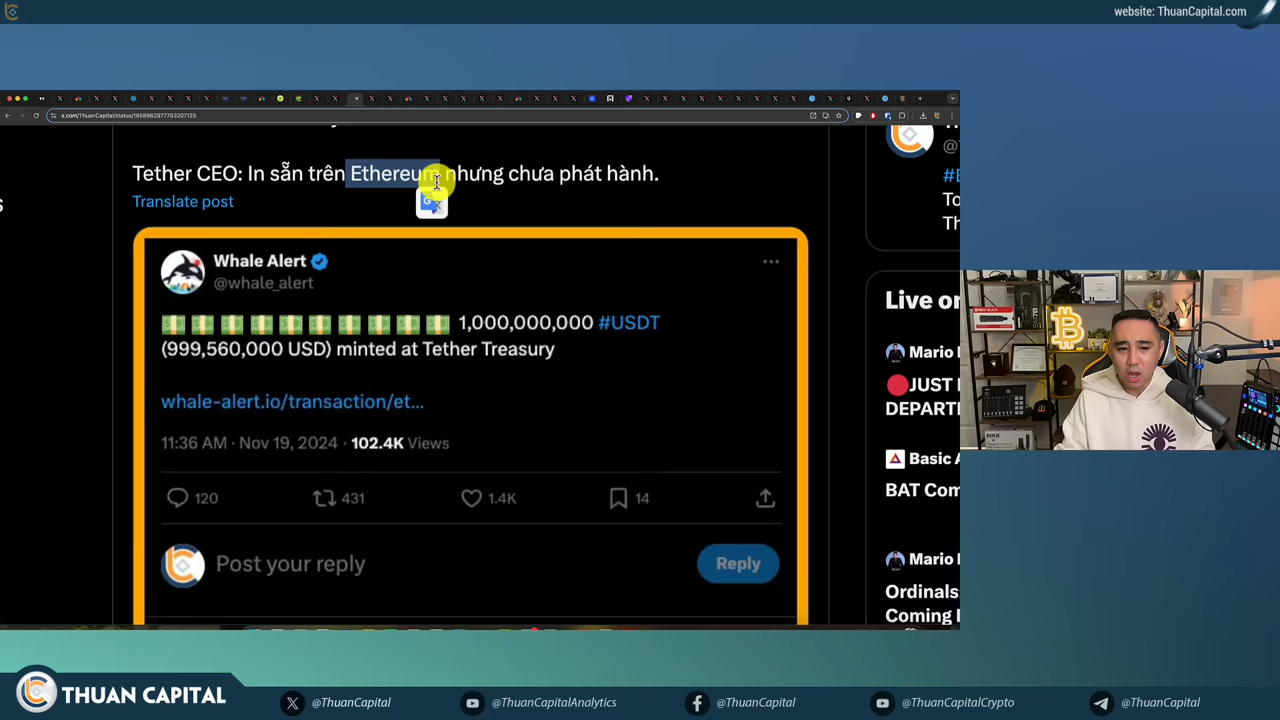 website: ThuanCapital.com
x.com/ThuanCapital/status/1858962977703207125
Tether CEO: In sẵn trên Ethereum nhưng chưa phát hành.
Translate post
Whale Alert
@whale_alert
1,000,000,000 #USDT
(999,560,000 USD) minted at Tether Treasury
whale-alert.io/transaction/et...
11:36 AM · Nov 19, 2024 · 102.4K Views
120 431 1.4K 14
Post your reply
Reply
#E
To
Th
Live on
Mario
JUST
DEPART
Basic A
BAT Com
Mario
Ordinals
Coming
THUAN CAPITAL
@ThuanCapital
@ThuanCapitalAnalytics
@ThuanCapital
@ThuanCapitalCrypto
@ThuanCapital